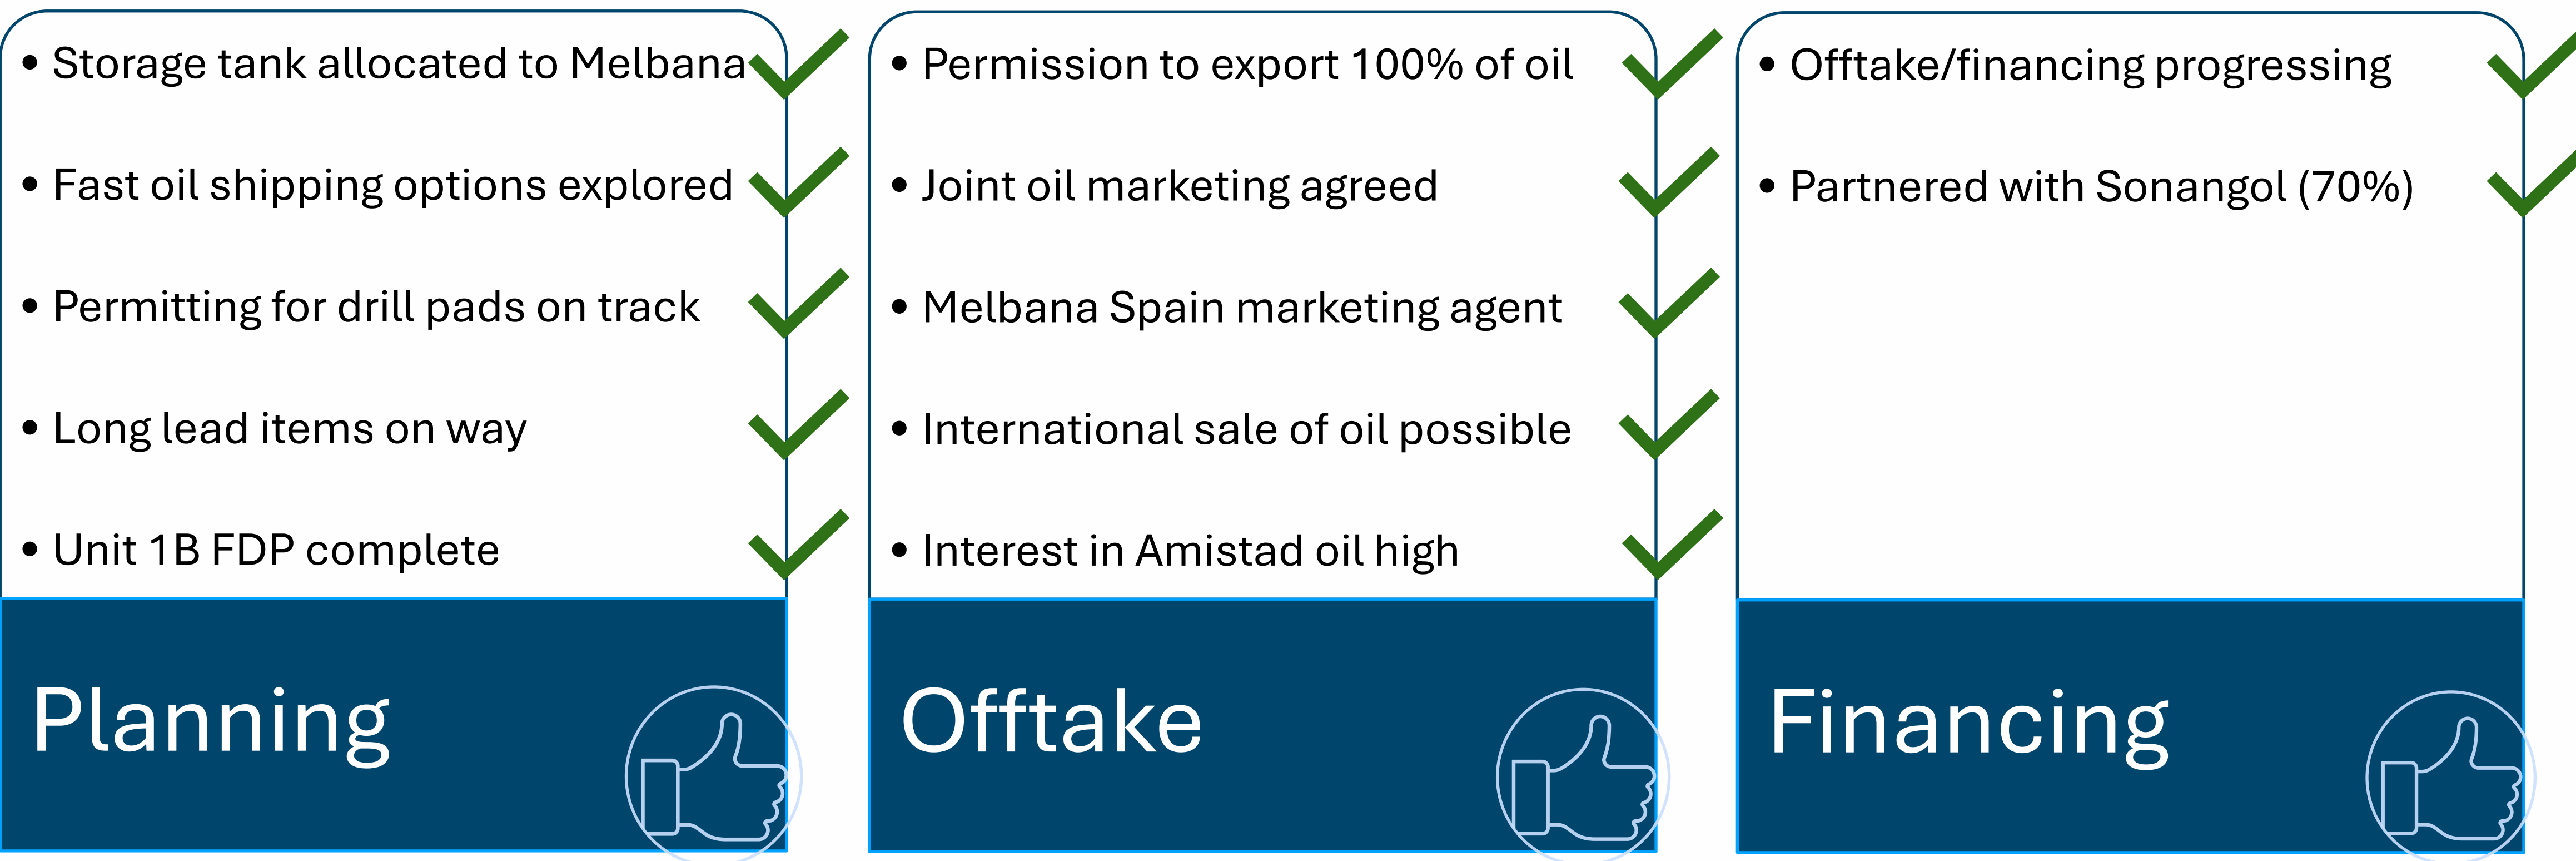 • Storage tank allocated to Melbana
• Fast oil shipping options explored
• Permitting for drill pads on track
• Long lead items on way
• Unit 1B FDP complete
Planning
• Permission to export 100% of oil
• Joint oil marketing agreed
• Melbana Spain marketing agent
• International sale of oil possible
• Interest in Amistad oil high
Offtake
• Offtake/financing progressing
• Partnered with Sonangol (70%)
Financing